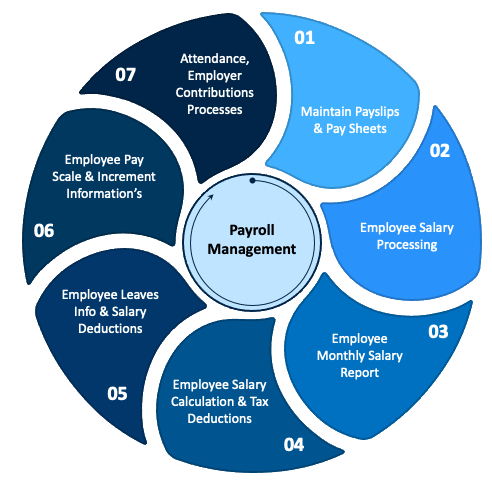 01
Maintain Payslips
& Pay Sheets
02
Employee Salary
Processing
03
Employee
Monthly Salary
Report
04
Employee Salary
Calculation & Tax
Deductions
05
Employee Leaves
Info & Salary
Deductions
06
Employee Pay
Scale & Increment
Information’s
07
Attendance,
Employer
Contributions
Processes
Payroll
Management